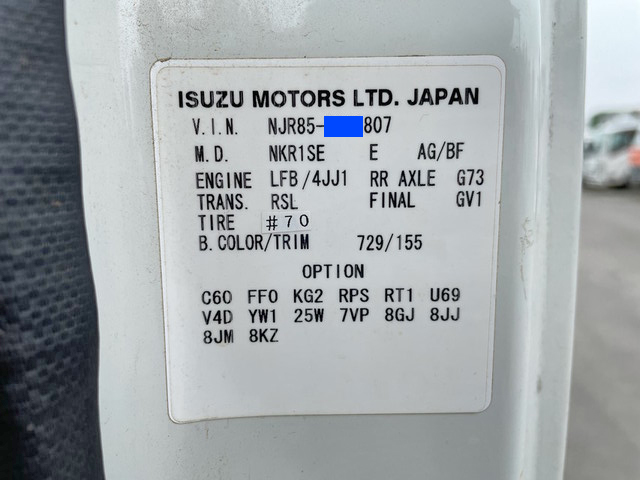 ISUZU MOTORS LTD. JAPAN
V.I.N. NJR85- 807
M.D. NKR1SE E AG/BF
ENGINE LFB/4JJ1 RR AXLE G73
TRANS. RSL FINAL GV1
TIRE #70
B.COLOR/TRIM 729/155
OPTION
C60 FF0 KG2 RPS RT1 U69
V4D YW1 25W 7VP 8GJ 8JJ
8JM 8KZ